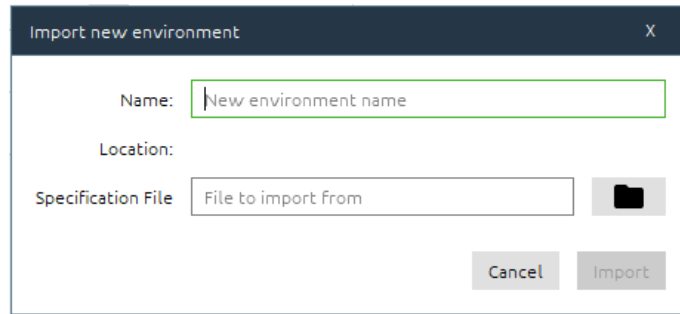 Import new environment X
Name: New environment name
Location:
Specification File File to import from
Cancel Import